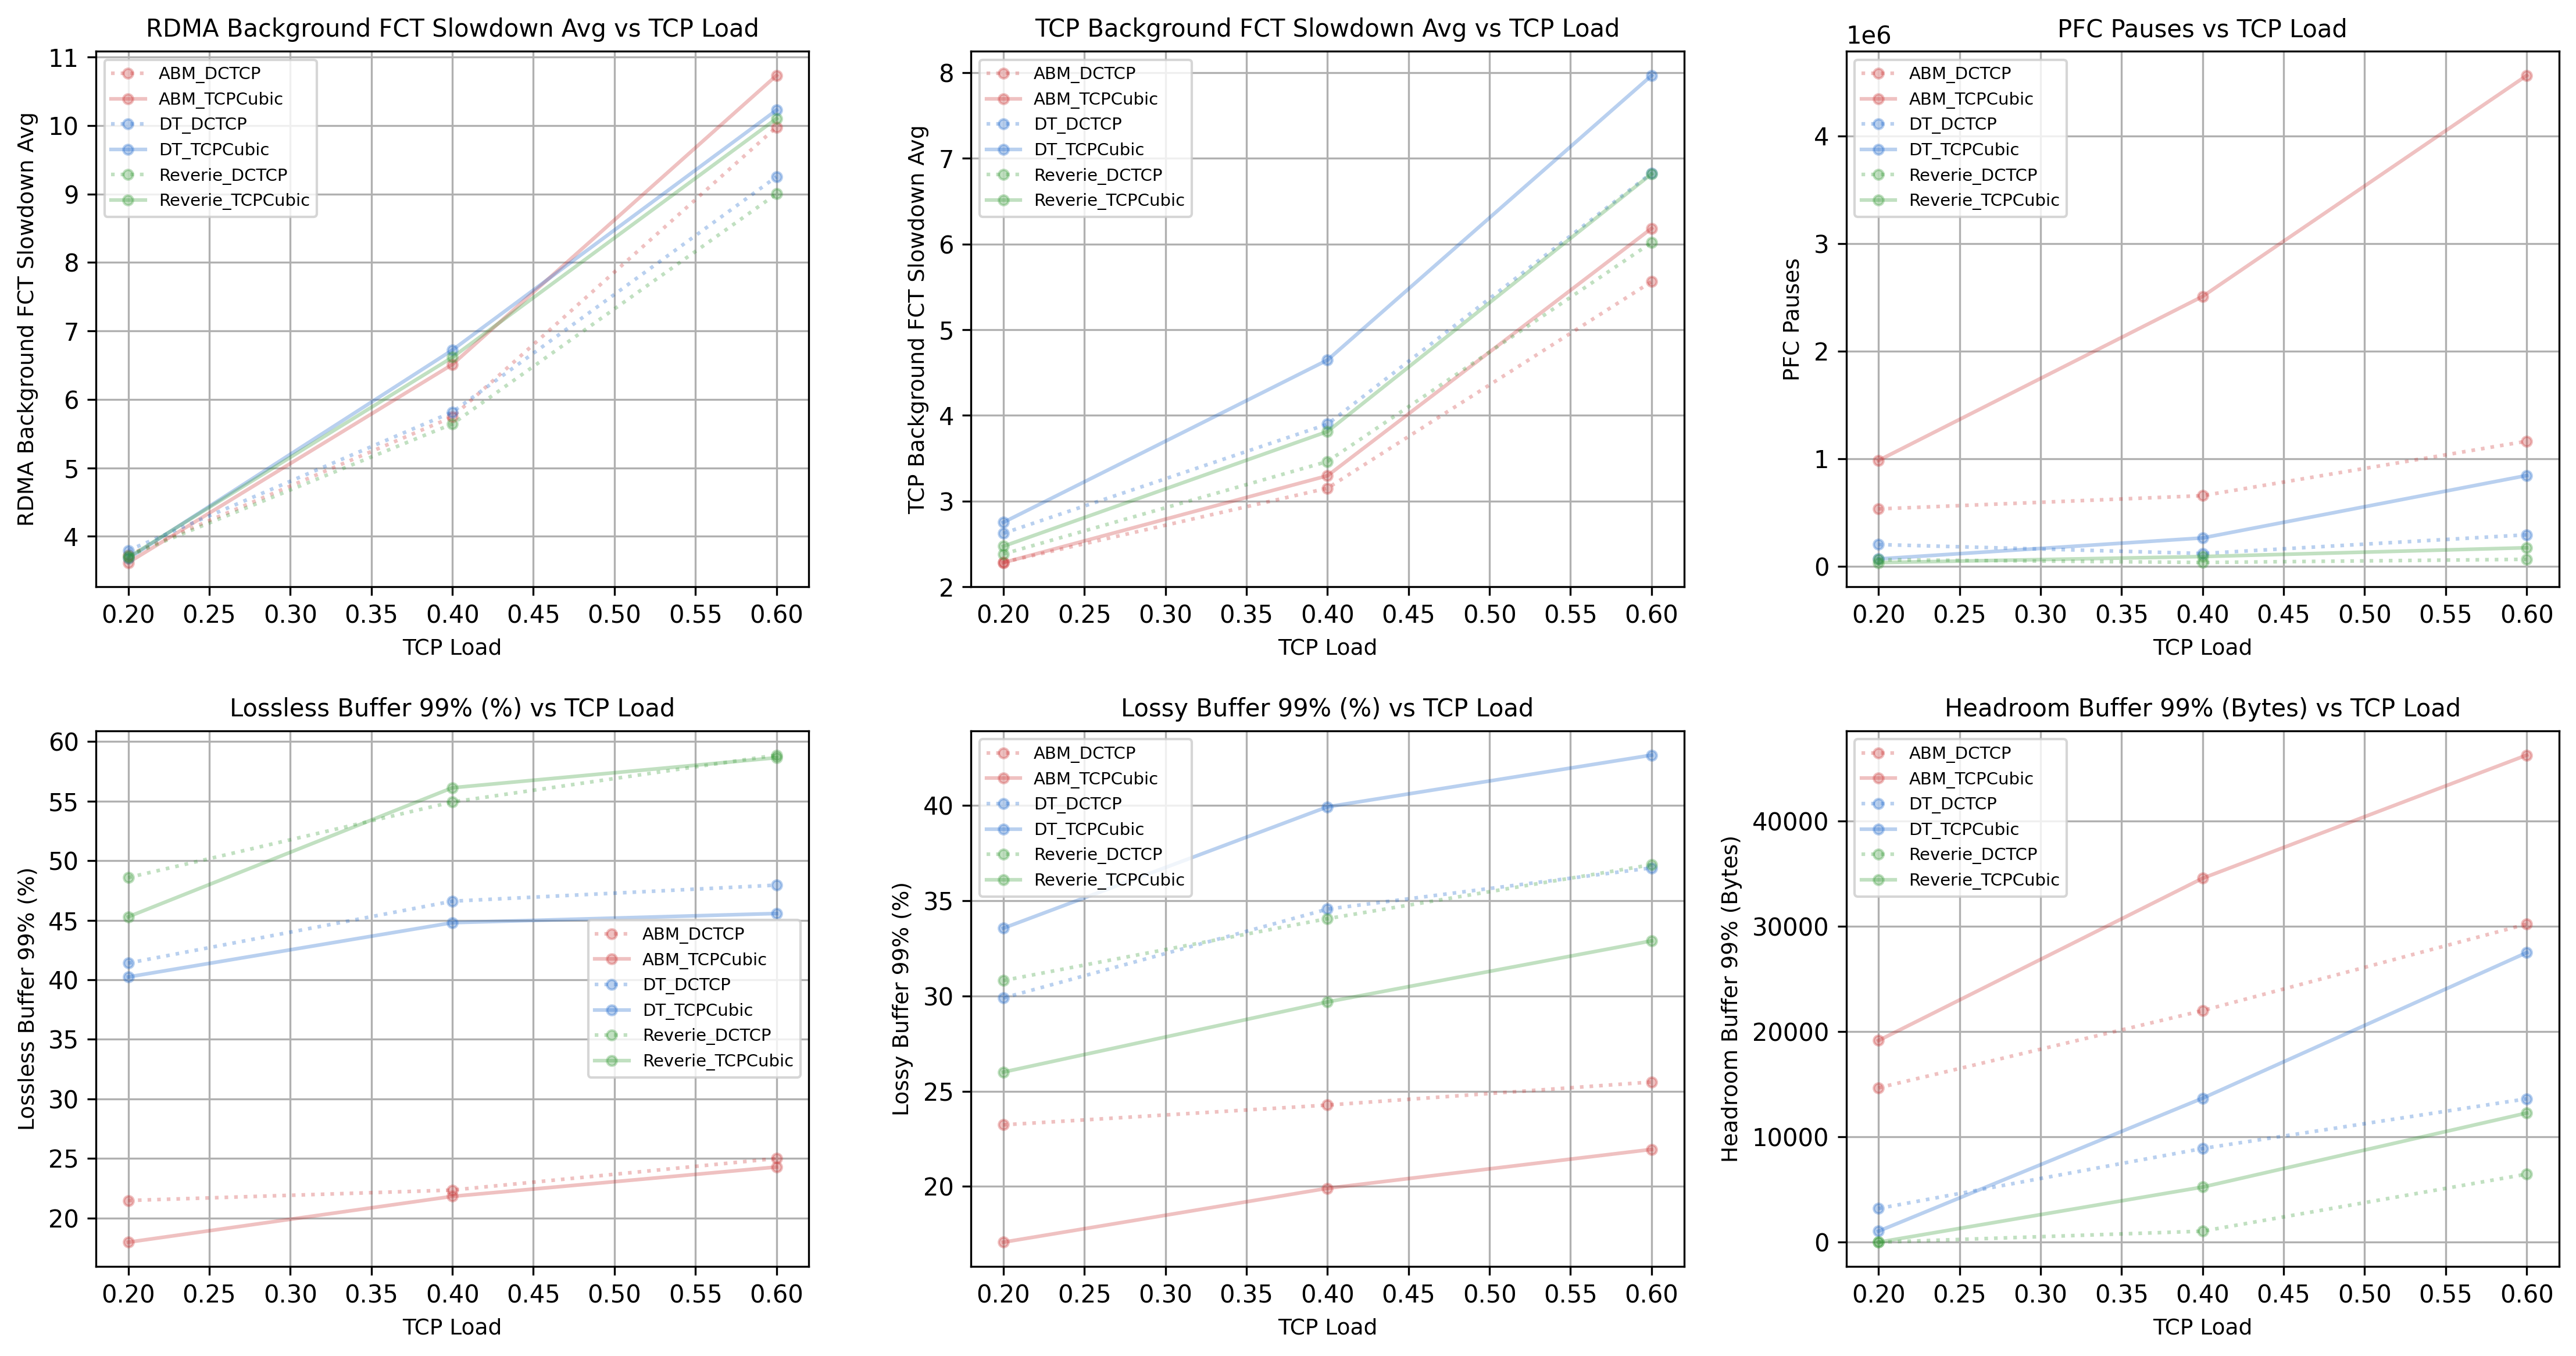 RDMA Background FCT Slowdown Avg vs TCP Load
RDMA Background FCT Slowdown Avg
11
10
9
8
7
6
5
4
ABM_DCTCP
ABM_TCPCubic
DT_DCTCP
DT_TCPCubic
Reverie_DCTCP
Reverie_TCPCubic
0.20 0.25 0.30 0.35 0.40 0.45 0.50 0.55 0.60
TCP Load
TCP Background FCT Slowdown Avg vs TCP Load
TCP Background FCT Slowdown Avg
8
7
6
5
4
3
2
ABM_DCTCP
ABM_TCPCubic
DT_DCTCP
DT_TCPCubic
Reverie_DCTCP
Reverie_TCPCubic
0.20 0.25 0.30 0.35 0.40 0.45 0.50 0.55 0.60
TCP Load
PFC Pauses vs TCP Load
1e6
PFC Pauses
4
3
2
1
0
ABM_DCTCP
ABM_TCPCubic
DT_DCTCP
DT_TCPCubic
Reverie_DCTCP
Reverie_TCPCubic
0.20 0.25 0.30 0.35 0.40 0.45 0.50 0.55 0.60
TCP Load
Lossless Buffer 99% (%) vs TCP Load
Lossless Buffer 99% (%)
60
55
50
45
40
35
30
25
20
ABM_DCTCP
ABM_TCPCubic
DT_DCTCP
DT_TCPCubic
Reverie_DCTCP
Reverie_TCPCubic
0.20 0.25 0.30 0.35 0.40 0.45 0.50 0.55 0.60
TCP Load
Lossy Buffer 99% (%) vs TCP Load
Lossy Buffer 99% (%)
40
35
30
25
20
ABM_DCTCP
ABM_TCPCubic
DT_DCTCP
DT_TCPCubic
Reverie_DCTCP
Reverie_TCPCubic
0.20 0.25 0.30 0.35 0.40 0.45 0.50 0.55 0.60
TCP Load
Headroom Buffer 99% (Bytes) vs TCP Load
Headroom Buffer 99% (Bytes)
40000
30000
20000
10000
0
ABM_DCTCP
ABM_TCPCubic
DT_DCTCP
DT_TCPCubic
Reverie_DCTCP
Reverie_TCPCubic
0.20 0.25 0.30 0.35 0.40 0.45 0.50 0.55 0.60
TCP Load